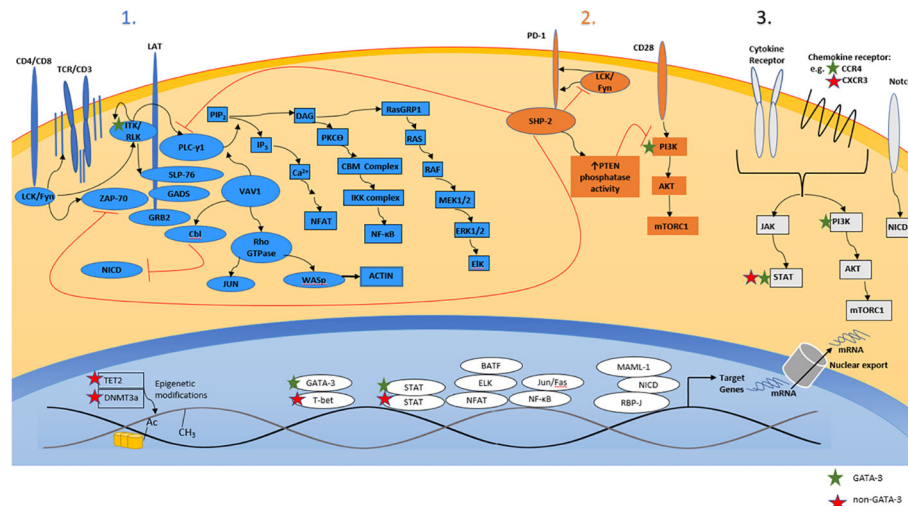 1.
2.
3.
CD4/CD8
TCR/CD3
LAT
LCK/Fyn
ITK/
RLK
ZAP-70
PLC-γ1
SLP-76
GADS
GRB2
Cbl
NICD
VAV1
Rho
GTPase
JUN
WASp
ACTIN
PIP2
IP3
Ca2+
NFAT
DAG
PKCΘ
CBM Complex
IKK complex
NF-κB
RasGRP1
RAS
RAF
MEK1/2
ERK1/2
ElK
PD-1
LCK/
Fyn
SHP-2
↑PTEN
phosphatase
activity
CD28
PI3K
AKT
mTORC1
Cytokine
Receptor
Chemokine receptor:
e.g. CCR4
CXCR3
Notc
JAK
STAT
PI3K
AKT
mTORC1
NICD
TET2
DNMT3a
Epigenetic
modifications
Ac
CH3
GATA-3
T-bet
STAT
STAT
BATF
ELK
NFAT
Jun/Fas
NF-κB
MAML-1
NICD
RBP-J
Target
Genes
mRNA
Nuclear export
mRNA
GATA-3
non-GATA-3